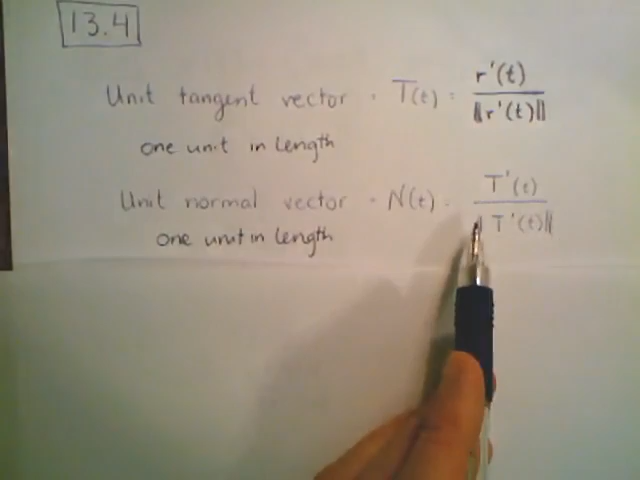 13.4
Unit tangent vector • T(t) = r'(t) / ‖r'(t)‖
one unit in length
Unit normal vector • N(t) = T'(t) / ‖T'(t)‖
one unit in length